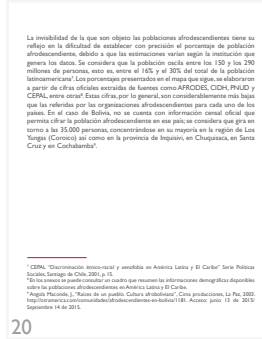 La invisibilidad de la que son objeto las poblaciones afrodescendientes tiene su
reflejo en la dificultad de establecer con precisión el porcentaje de población
afrodescendiente, debido a que las estimaciones varían según la institución que
genera los datos. Se considera que la población oscila entre los 150 y los 290
millones de personas, esto es, entre el 16% y el 30% del total de la población
latinoamericana⁷. Los porcentajes presentados en el mapa que sigue, se elaboraron
a partir de cifras oficiales extraídas de fuentes como AFRODES, CIDH, PNUD y
CEPAL, entre otras⁸. Estas cifras, por lo general, son considerablemente más bajas
que las referidas por las organizaciones afrodescendientes para cada uno de los
países. En el caso de Bolivia, no se cuenta con información censal oficial que
permita cifrar la población afrodescendiente en ese país; se considera que gira en
torno a las 35.000 personas, concentrándose en su mayoría en la región de Los
Yungas (Coroico) así como en la provincia de Inquisivi, en Chuquisaca, en Santa
Cruz y en Cochabamba⁹.
⁷ CEPAL "Discriminación étnico-racial y xenofobia en América Latina y El Caribe" Serie Políticas
Sociales, Santiago de Chile, 2001, p. 15.
⁸ En los anexos se puede consultar un cuadro que resumen las informaciones demográficas disponibles
sobre las poblaciones afrodescendientes en América Latina y El Caribe.
⁹ Angola Maconde, J., "Raíces de un pueblo. Cultura afroboliviana", Cima producciones, La Paz, 2003.
http://otramerica.com/comunidades/afrodescendientes-en-bolivia/1181. Acceso: junio 13 de 2015/
Septiembre 14 de 2015.
20